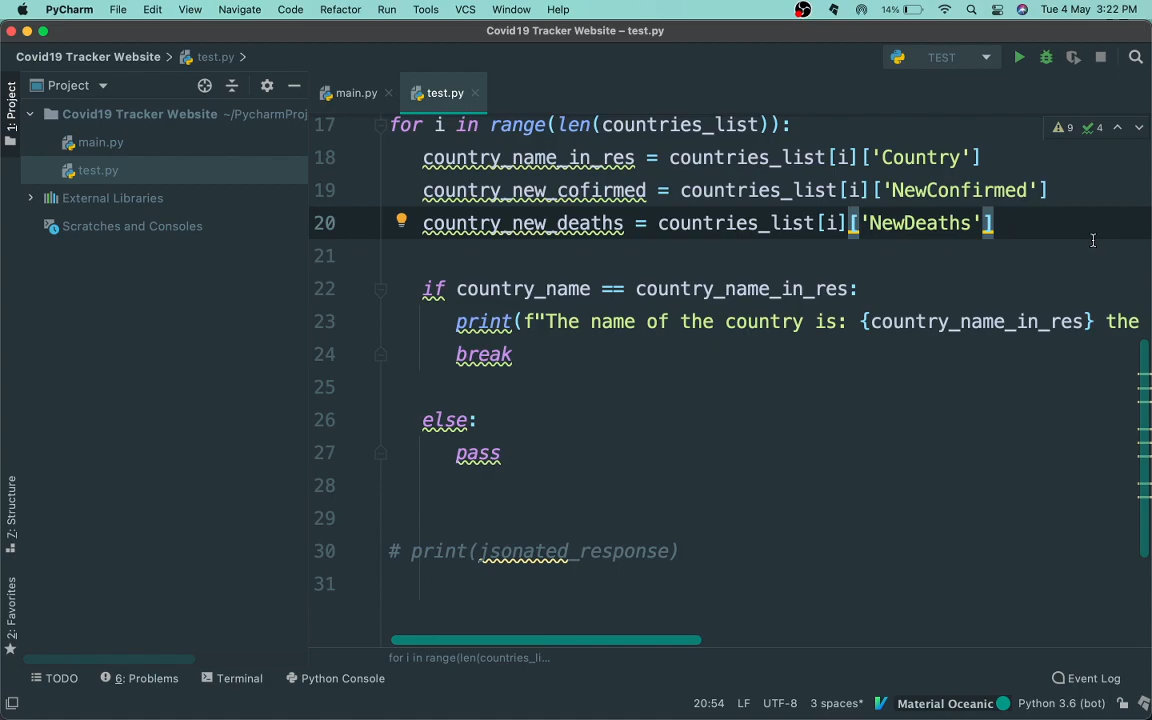 PyCharm File Edit View Navigate Code Refactor Run Tools VCS Window Help 14% Tue 4 May 3:22 PM
Covid19 Tracker Website – test.py
Covid19 Tracker Website test.py TEST
Project main.py test.py
1: Project
Covid19 Tracker Website ~/PycharmProj
main.py
test.py
External Libraries
Scratches and Consoles
9 4
17 for i in range(len(countries_list)):
18 country_name_in_res = countries_list[i]['Country']
19 country_new_cofirmed = countries_list[i]['NewConfirmed']
20 country_new_deaths = countries_list[i]['NewDeaths']
21
22 if country_name == country_name_in_res:
23 print(f"The name of the country is: {country_name_in_res} the
24 break
25
26 else:
27 pass
28
29
30 # print(jsonated_response)
31
Z: Structure
2: Favorites
for i in range(len(countries_li...
TODO 6: Problems Terminal Python Console Event Log
20:54 LF UTF-8 3 spaces* Material Oceanic Python 3.6 (bot)